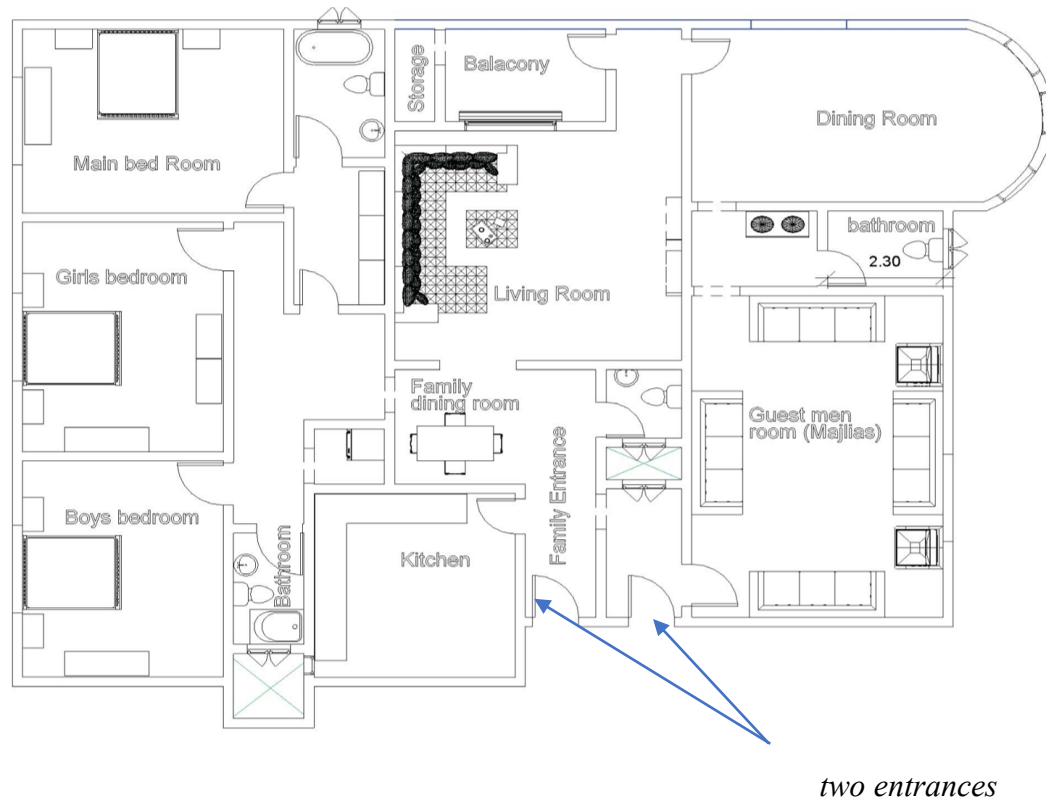 Storage
Balacony
Dining Room
Main bed Room
bathroom
2.30
Girls bedroom
Living Room
Family
dining room
Guest men
room (Majlias)
Family Entrance
Boys bedroom
Bathroom
Kitchen
two entrances